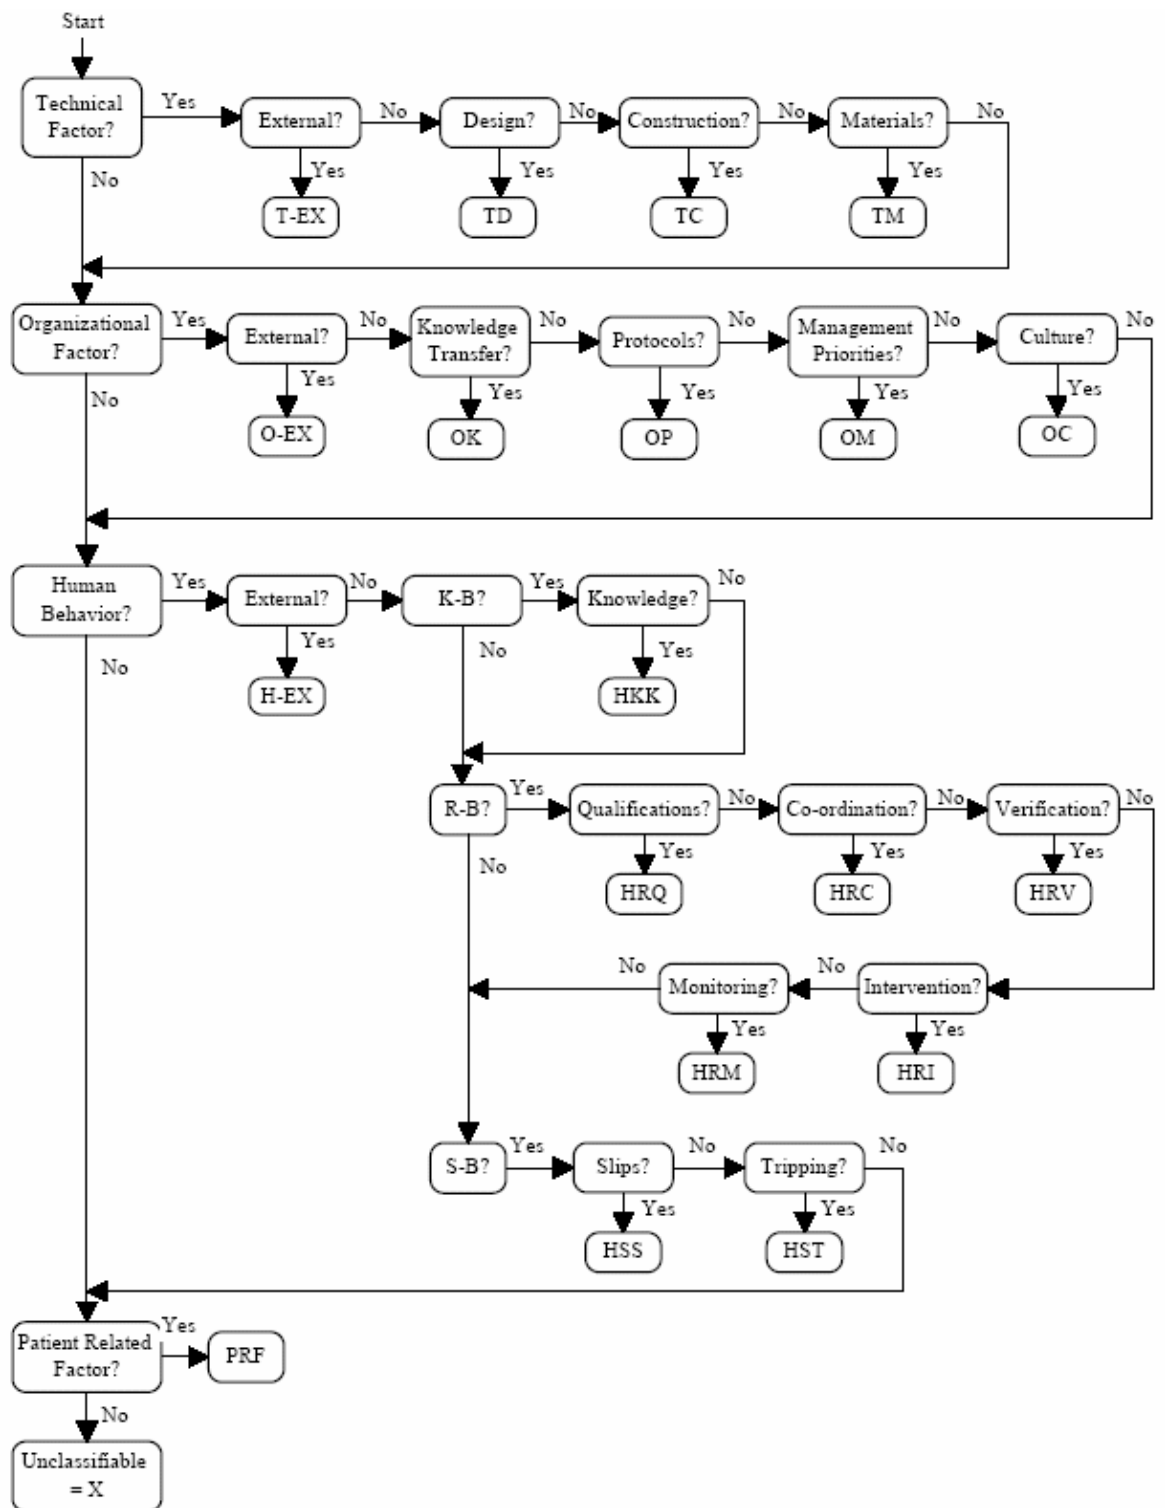 Start
Technical
Factor?
Yes
External?
No
Design?
No
Construction?
No
Materials?
No
No
Yes
Yes
Yes
Yes
T-EX
TD
TC
TM
Organizational
Factor?
Yes
External?
No
Knowledge
Transfer?
No
Protocols?
No
Management
Priorities?
No
Culture?
No
No
Yes
Yes
Yes
Yes
Yes
O-EX
OK
OP
OM
OC
Human
Behavior?
Yes
External?
No
K-B?
Yes
Knowledge?
No
No
Yes
No
Yes
H-EX
HKK
R-B?
Yes
Qualifications?
No
Co-ordination?
No
Verification?
No
No
Yes
Yes
Yes
HRQ
HRC
HRV
No
Monitoring?
No
Intervention?
Yes
Yes
HRM
HRI
S-B?
Yes
Slips?
No
Tripping?
No
Yes
Yes
HSS
HST
Patient Related
Factor?
Yes
PRF
No
Unclassifiable
= X